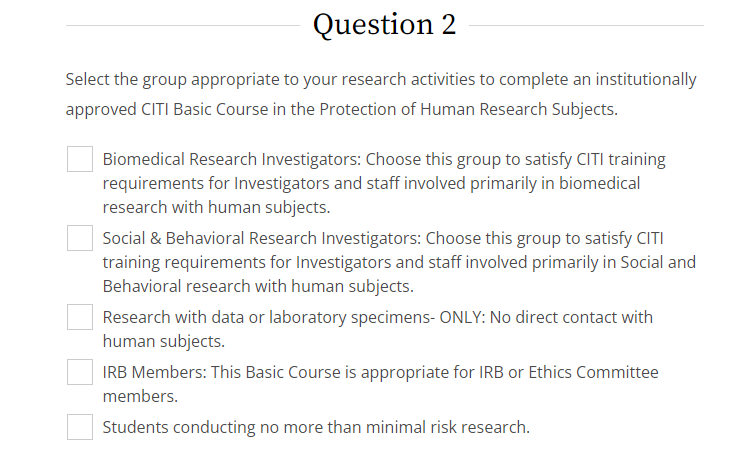 Question 2
Select the group appropriate to your research activities to complete an institutionally
approved CITI Basic Course in the Protection of Human Research Subjects.
Biomedical Research Investigators: Choose this group to satisfy CITI training
requirements for Investigators and staff involved primarily in biomedical
research with human subjects.
Social & Behavioral Research Investigators: Choose this group to satisfy CITI
training requirements for Investigators and staff involved primarily in Social and
Behavioral research with human subjects.
Research with data or laboratory specimens- ONLY: No direct contact with
human subjects.
IRB Members: This Basic Course is appropriate for IRB or Ethics Committee
members.
Students conducting no more than minimal risk research.